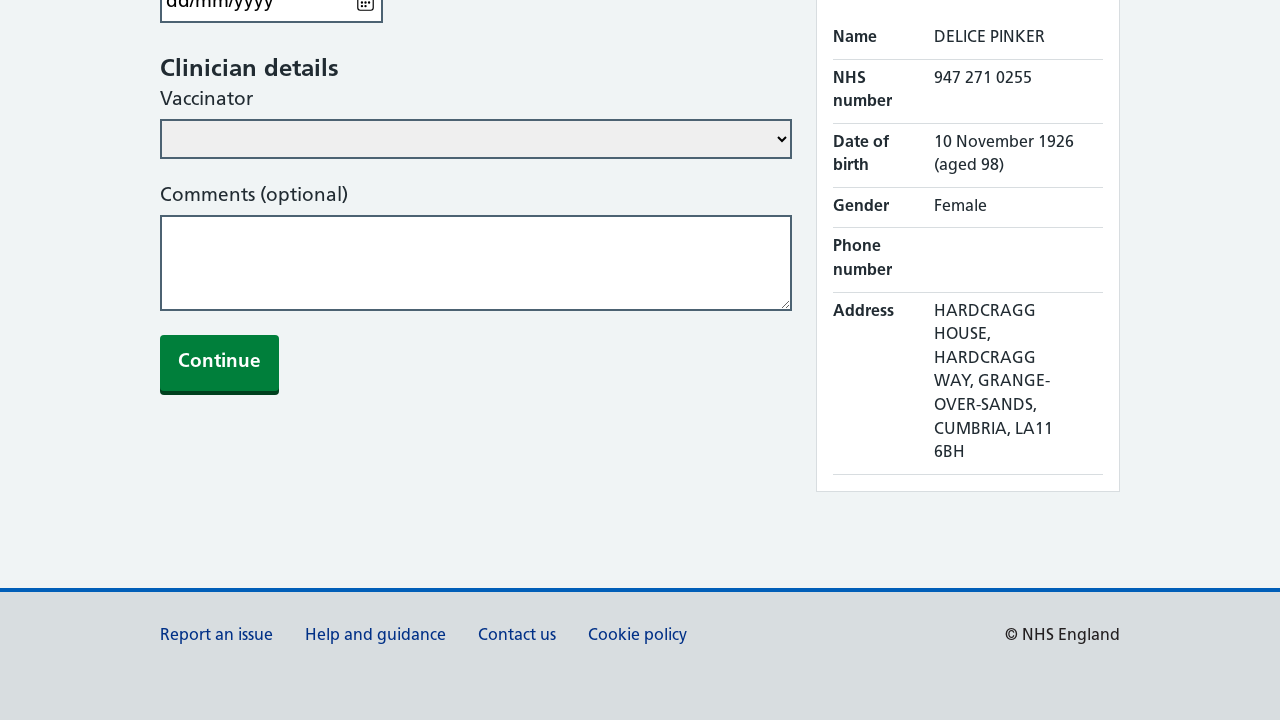 dd/mm/yyyy
Clinician details
Vaccinator
Comments (optional)
Continue
Name DELICE PINKER
NHS number 947 271 0255
Date of birth 10 November 1926 (aged 98)
Gender Female
Phone number
Address HARDCRAGG
HOUSE,
HARDCRAGG
WAY, GRANGE-
OVER-SANDS,
CUMBRIA, LA11
6BH
Report an issue Help and guidance Contact us Cookie policy © NHS England